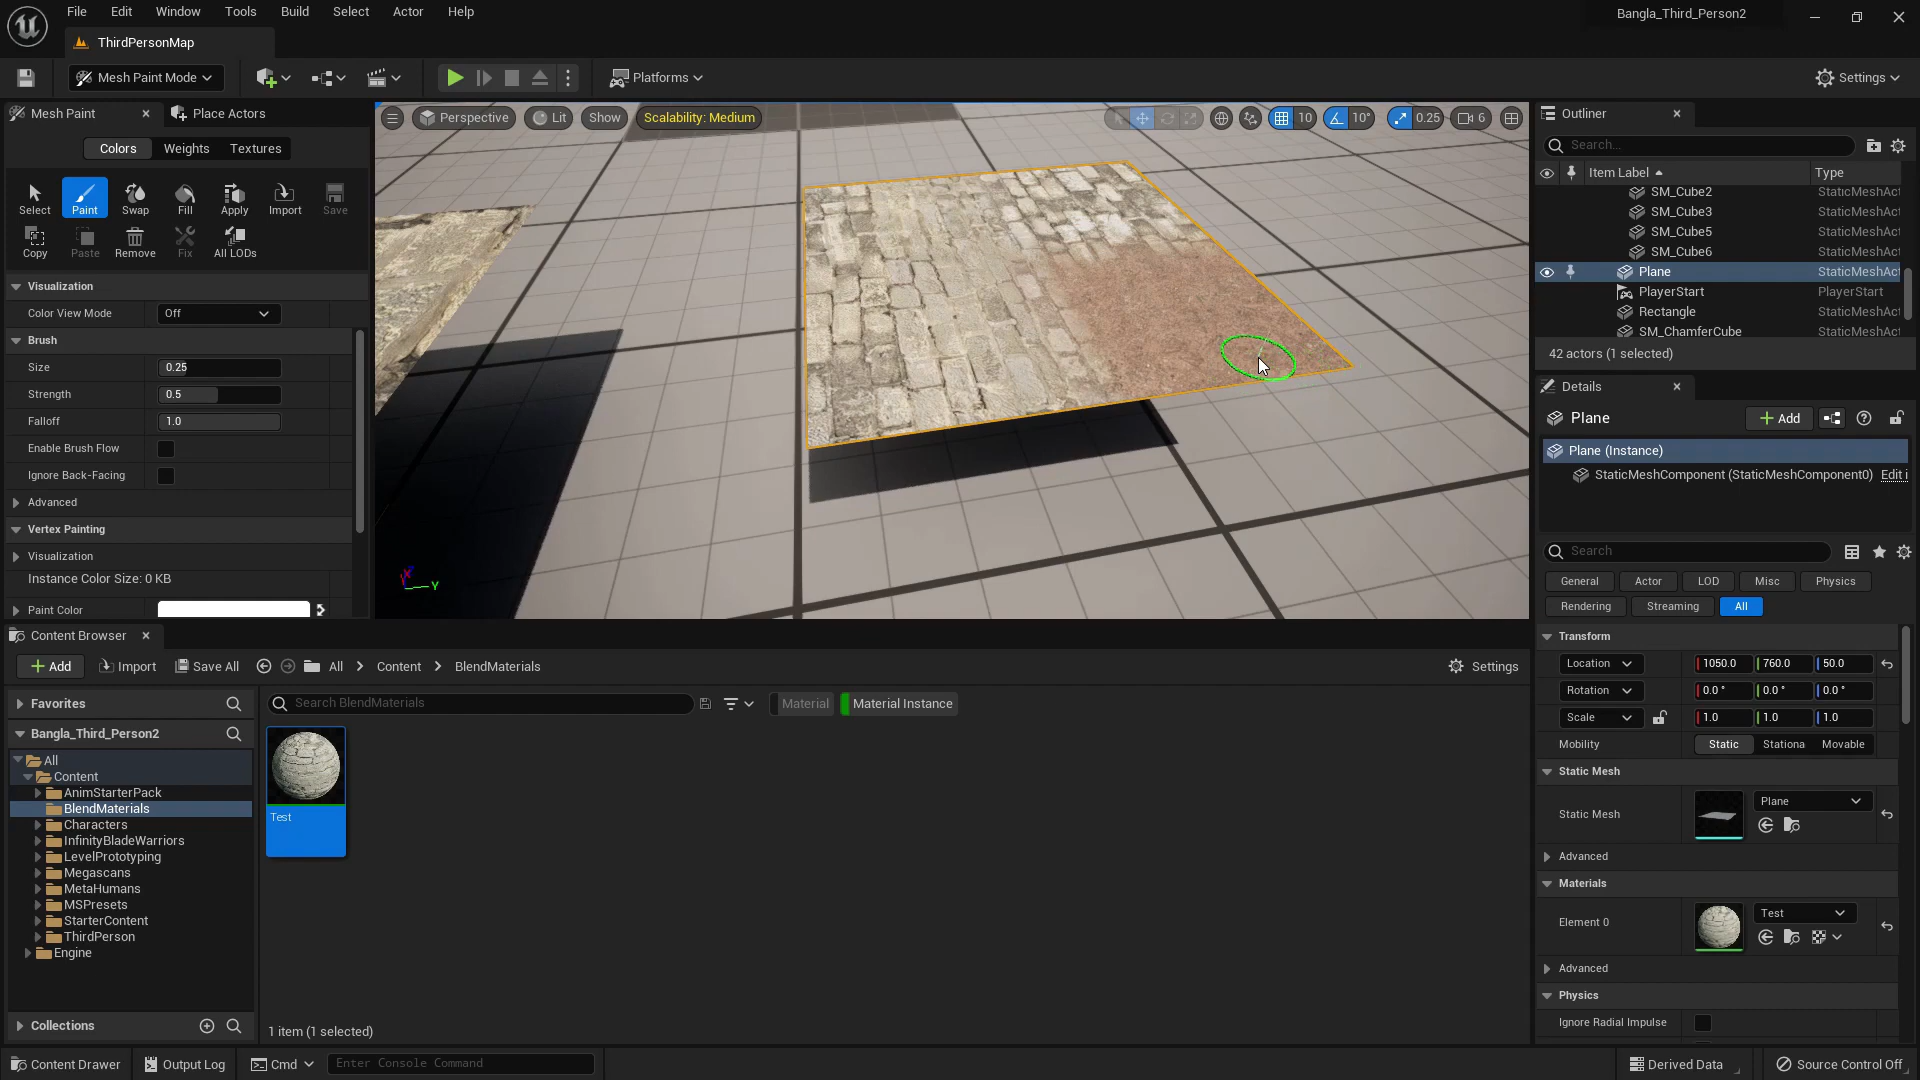 File Edit Window Tools Build Select Actor Help
Bangla_Third_Person2
ThirdPersonMap
Mesh Paint Mode
Platforms
Settings
Mesh Paint
Place Actors
Colors Weights Textures
Select Paint Swap Fill Apply Import Save
Copy Paste Remove Fix All LODs
Visualization
Color View Mode Off
Brush
Size 0.25
Strength 0.5
Falloff 1.0
Enable Brush Flow
Ignore Back-Facing
Advanced
Vertex Painting
Visualization
Instance Color Size: 0 KB
Paint Color
Perspective Lit Show Scalability: Medium
10 10° 0.25 6
X Y
Outliner
Search...
Item Label Type
SM_Cube2 StaticMeshAct
SM_Cube3 StaticMeshAct
SM_Cube5 StaticMeshAct
SM_Cube6 StaticMeshAct
Plane StaticMeshAct
PlayerStart PlayerStart
Rectangle StaticMeshAct
SM_ChamferCube StaticMeshAct
42 actors (1 selected)
Details
Plane
Add
Plane (Instance)
StaticMeshComponent (StaticMeshComponent0) Edit i
Search
General Actor LOD Misc Physics
Rendering Streaming All
Transform
Location 1050.0 760.0 50.0
Rotation 0.0° 0.0° 0.0°
Scale 1.0 1.0 1.0
Mobility Static Stationa Movable
Static Mesh
Static Mesh Plane
Advanced
Materials
Element 0 Test
Advanced
Physics
Ignore Radial Impulse
Content Browser
Add Import Save All All Content BlendMaterials
Settings
Favorites
Bangla_Third_Person2
All
Content
AnimStarterPack
BlendMaterials
Characters
InfinityBladeWarriors
LevelPrototyping
Megascans
MetaHumans
MSPresets
StarterContent
ThirdPerson
Engine
Collections
Search BlendMaterials
Material Material Instance
Test
1 item (1 selected)
Content Drawer Output Log Cmd Enter Console Command
Derived Data Source Control Off